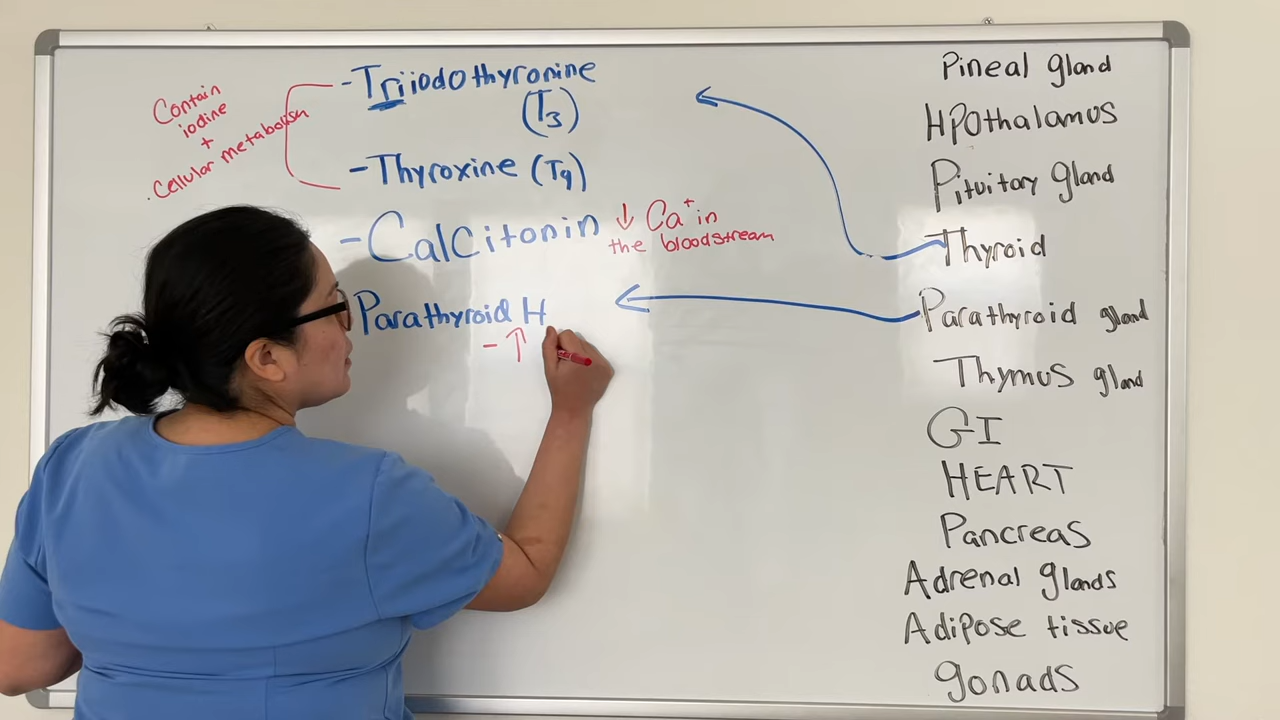 Contain
iodine
+
Cellular metabolism
- Triiodothyronine
(T3)
- Thyroxine (T4)
- Calcitonin
↓ Ca+ in
the bloodstream
Parathyroid H
- ↑
Pineal gland
HPOthalamus
Pituitary gland
Thyroid
Parathyroid gland
Thymus gland
GI
HEART
Pancreas
Adrenal glands
Adipose tissue
gonads